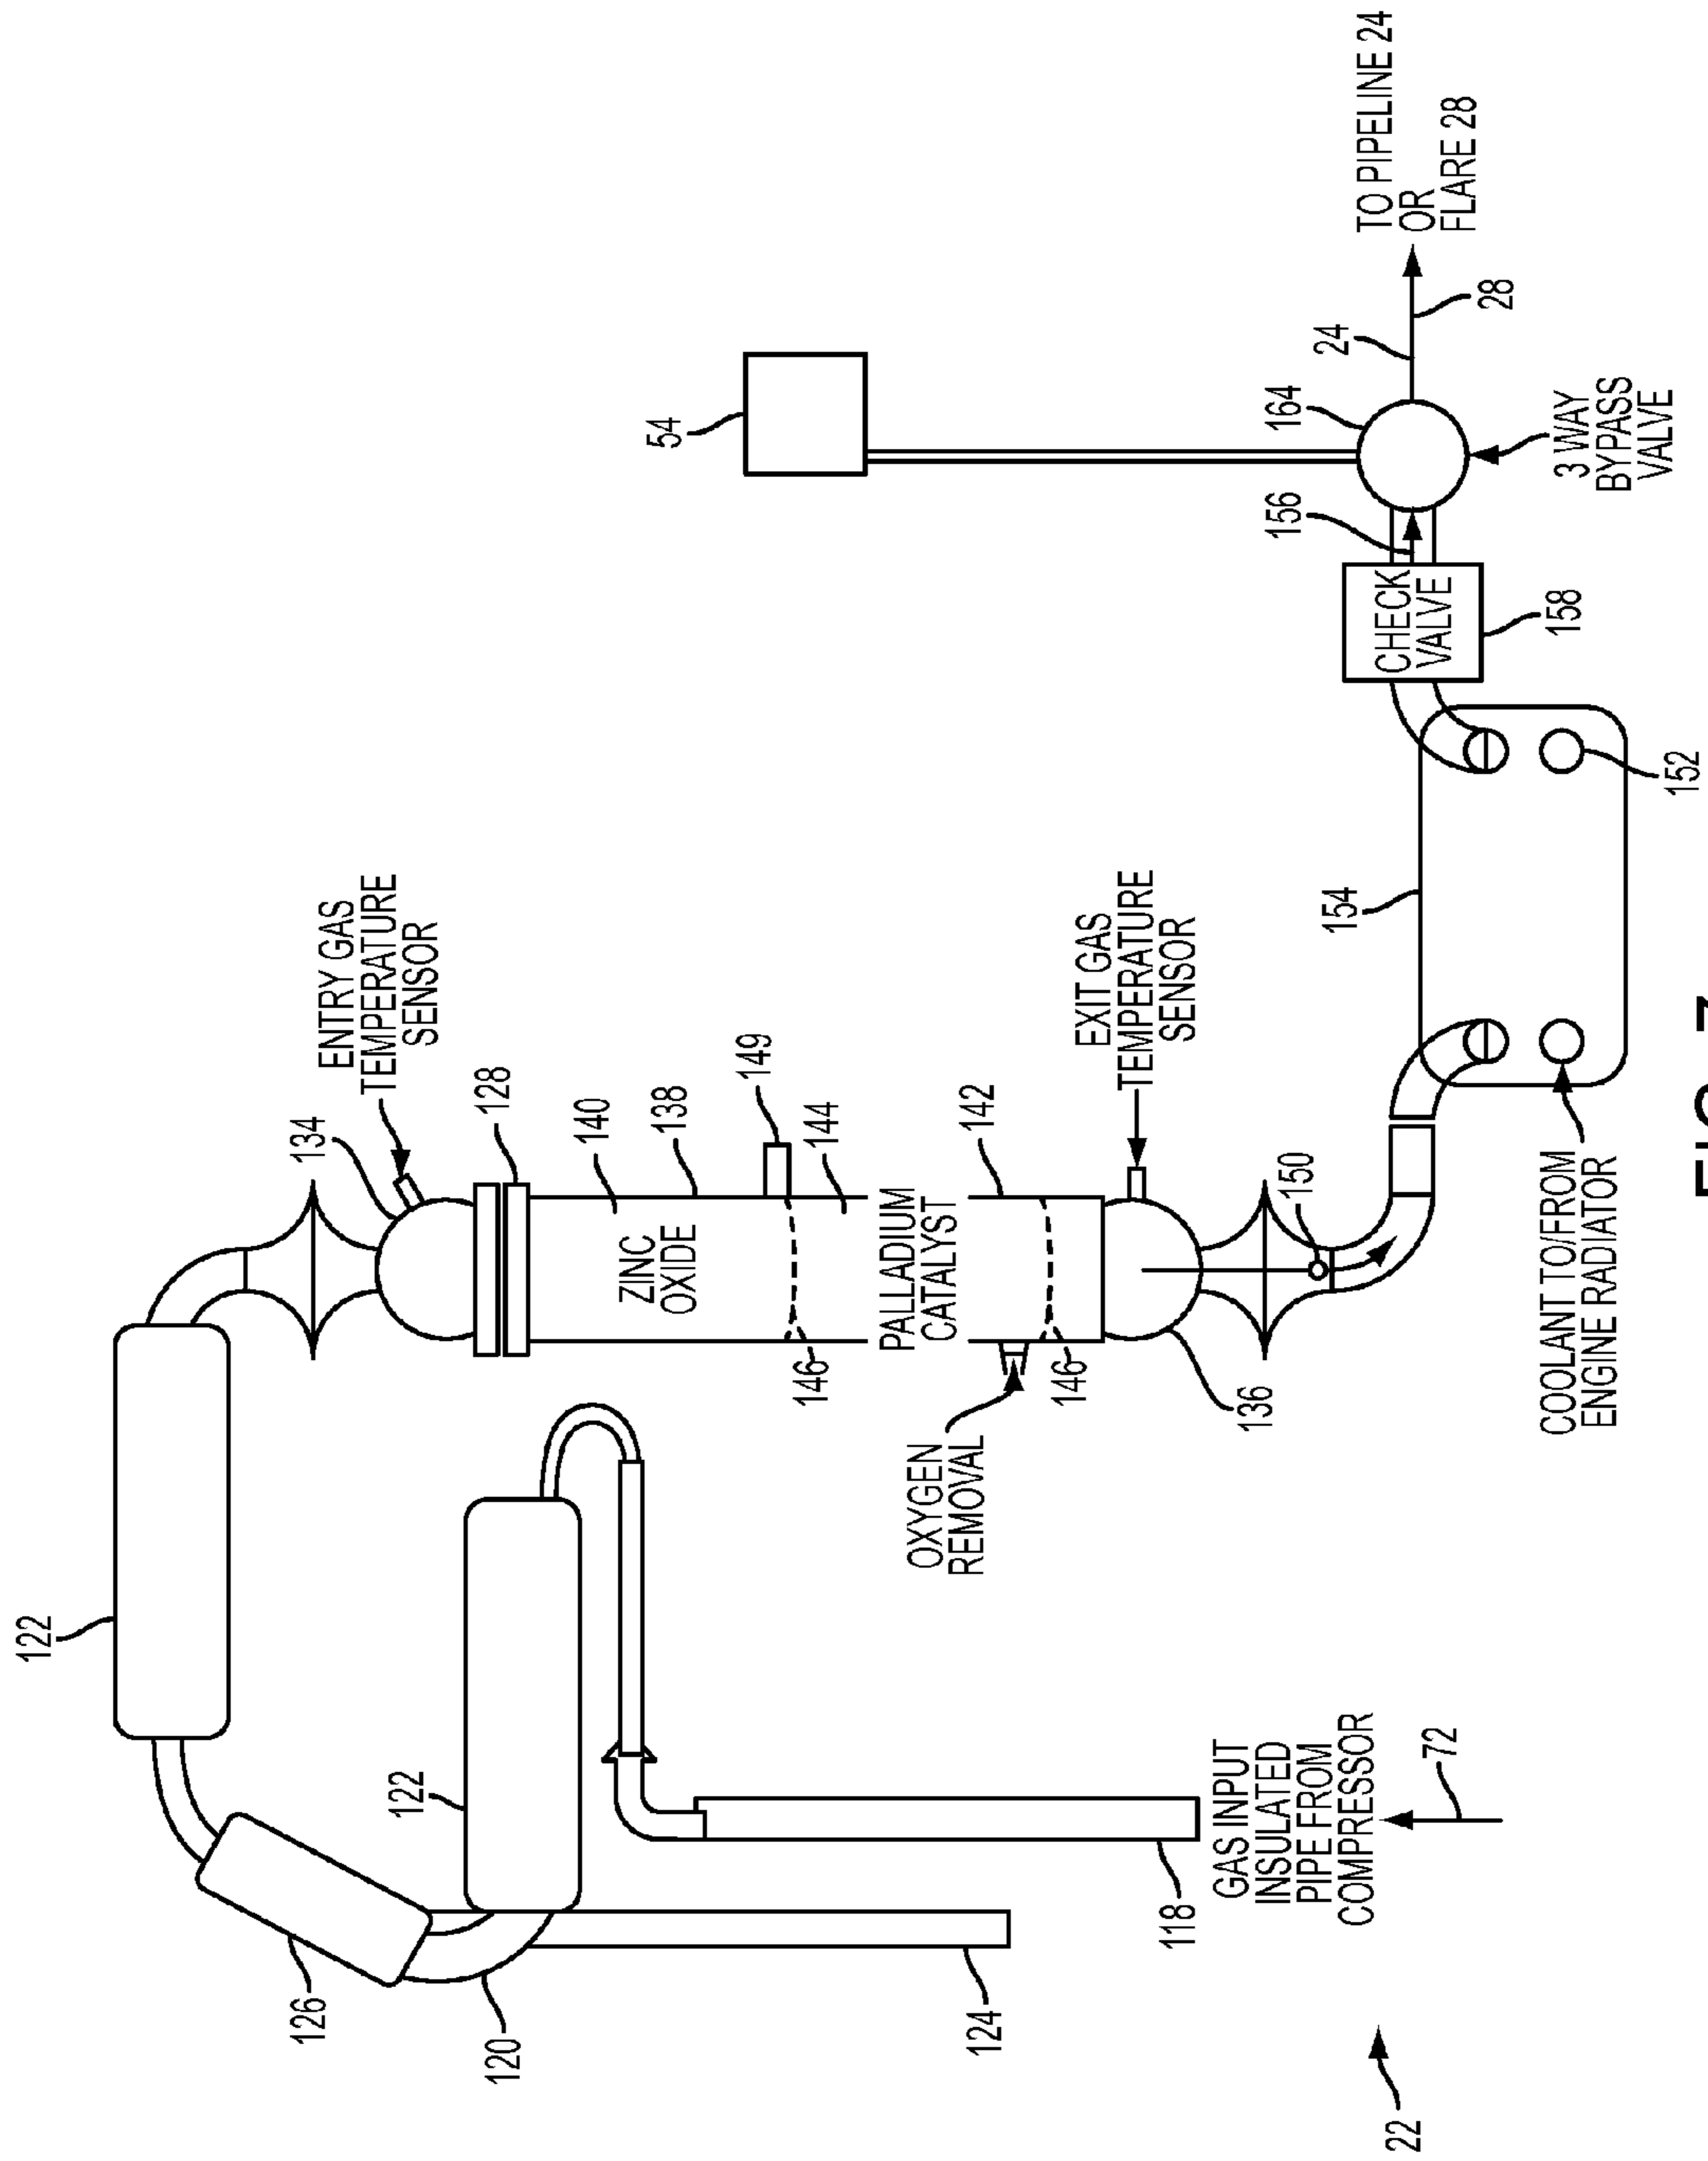 122
54
TO PIPELINE 24
OR
FLARE 28
126
134
ENTRY GAS
TEMPERATURE
SENSOR
122
128
120
140
ZINC
OXIDE
138
149
146
144
PALLADIUM
CATALYST
142
OXYGEN
REMOVAL
146
EXIT GAS
TEMPERATURE
SENSOR
124
118
136
150
GAS INPUT
INSULATED
PIPE FROM
COMPRESSOR
72
22
154
156
164
24
28
CHECK
VALVE
158
3 WAY
BYPASS
VALVE
COOLANT TO/FROM
ENGINE RADIATOR
152